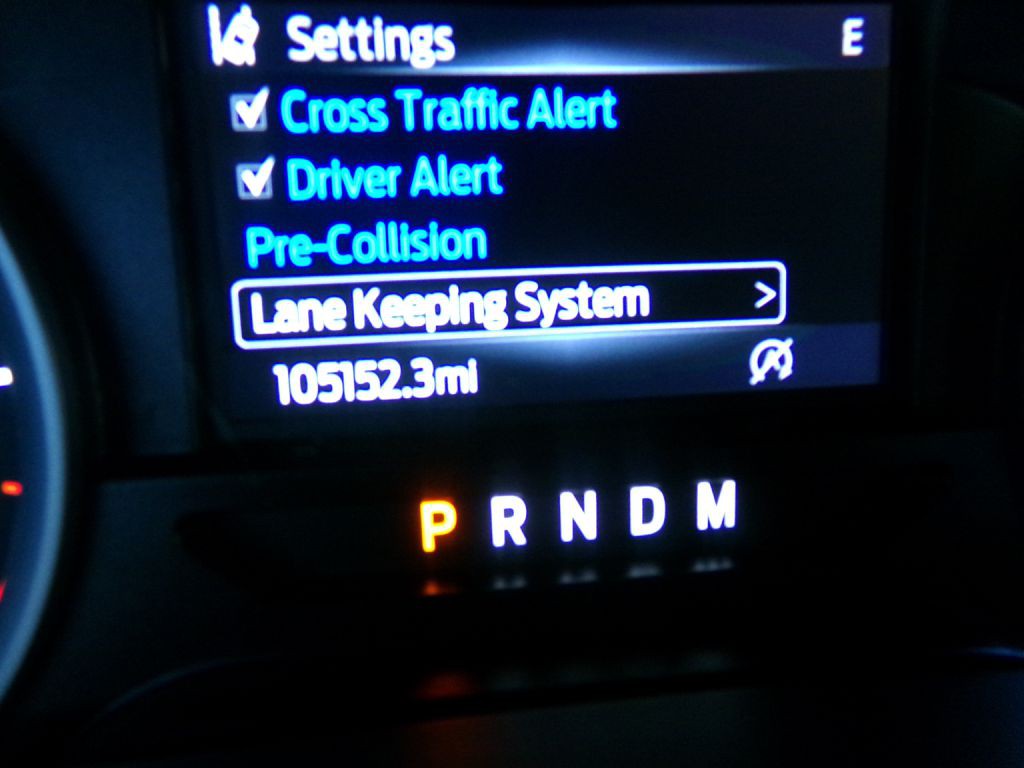 Settings E
Cross Traffic Alert
Driver Alert
Pre-Collision
Lane Keeping System >
105152.3mi
P R N D M